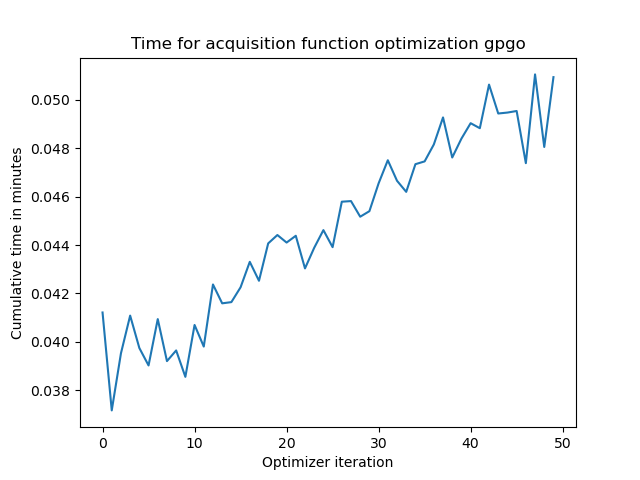 Time for acquisition function optimization gpgo
0.050
0.048
0.046
0.044
0.042
0.040
0.038
Cumulative time in minutes
0 10 20 30 40 50
Optimizer iteration